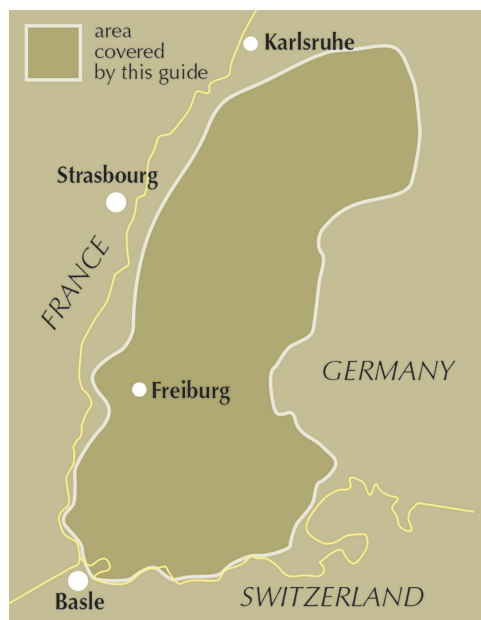 area
covered
by this guide
Karlsruhe
Strasbourg
FRANCE
GERMANY
Freiburg
SWITZERLAND
Basle